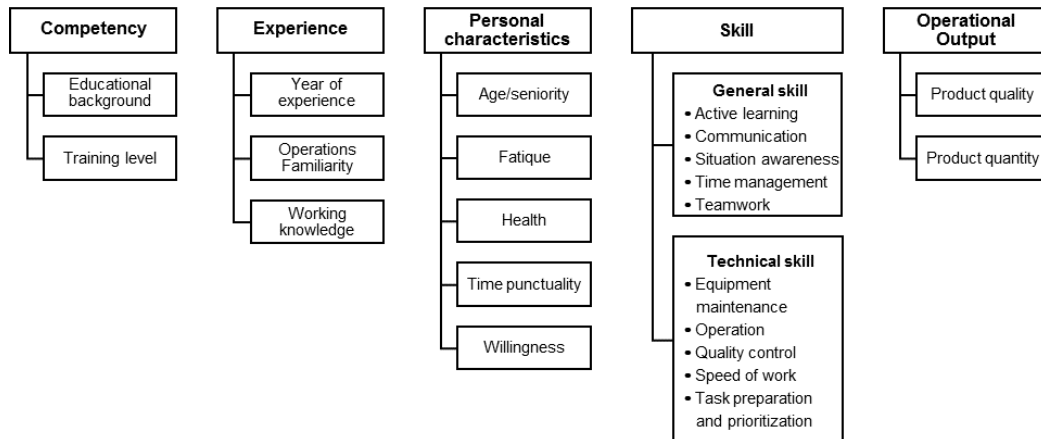 Competency
Educational
background
Training level
Experience
Year of
experience
Operations
Familiarity
Working
knowledge
Personal
characteristics
Age/seniority
Fatique
Health
Time punctuality
Willingness
Skill
General skill
• Active learning
• Communication
• Situation awareness
• Time management
• Teamwork
Technical skill
• Equipment
maintenance
• Operation
• Quality control
• Speed of work
• Task preparation
and prioritization
Operational
Output
Product quality
Product quantity